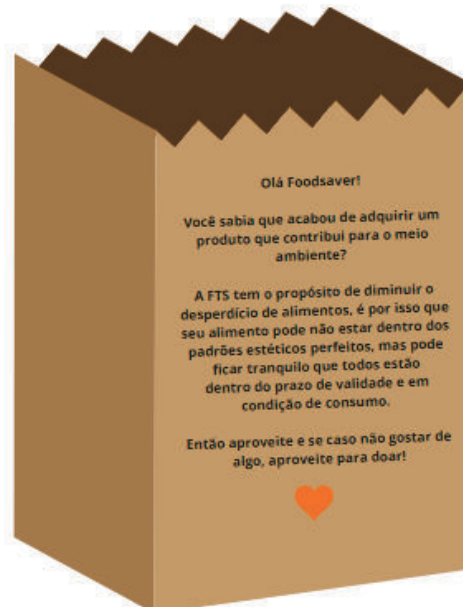 Olá Foodsaver!
Você sabia que acabou de adquirir um
produto que contribui para o meio
ambiente?
A FTS tem o propósito de diminuir o
desperdício de alimentos, é por isso que
seu alimento pode não estar dentro dos
padrões estéticos perfeitos, mas pode
ficar tranquilo que todos estão
dentro do prazo de validade e em
condição de consumo.
Então aproveite e se caso não gostar de
algo, aproveite para doar!